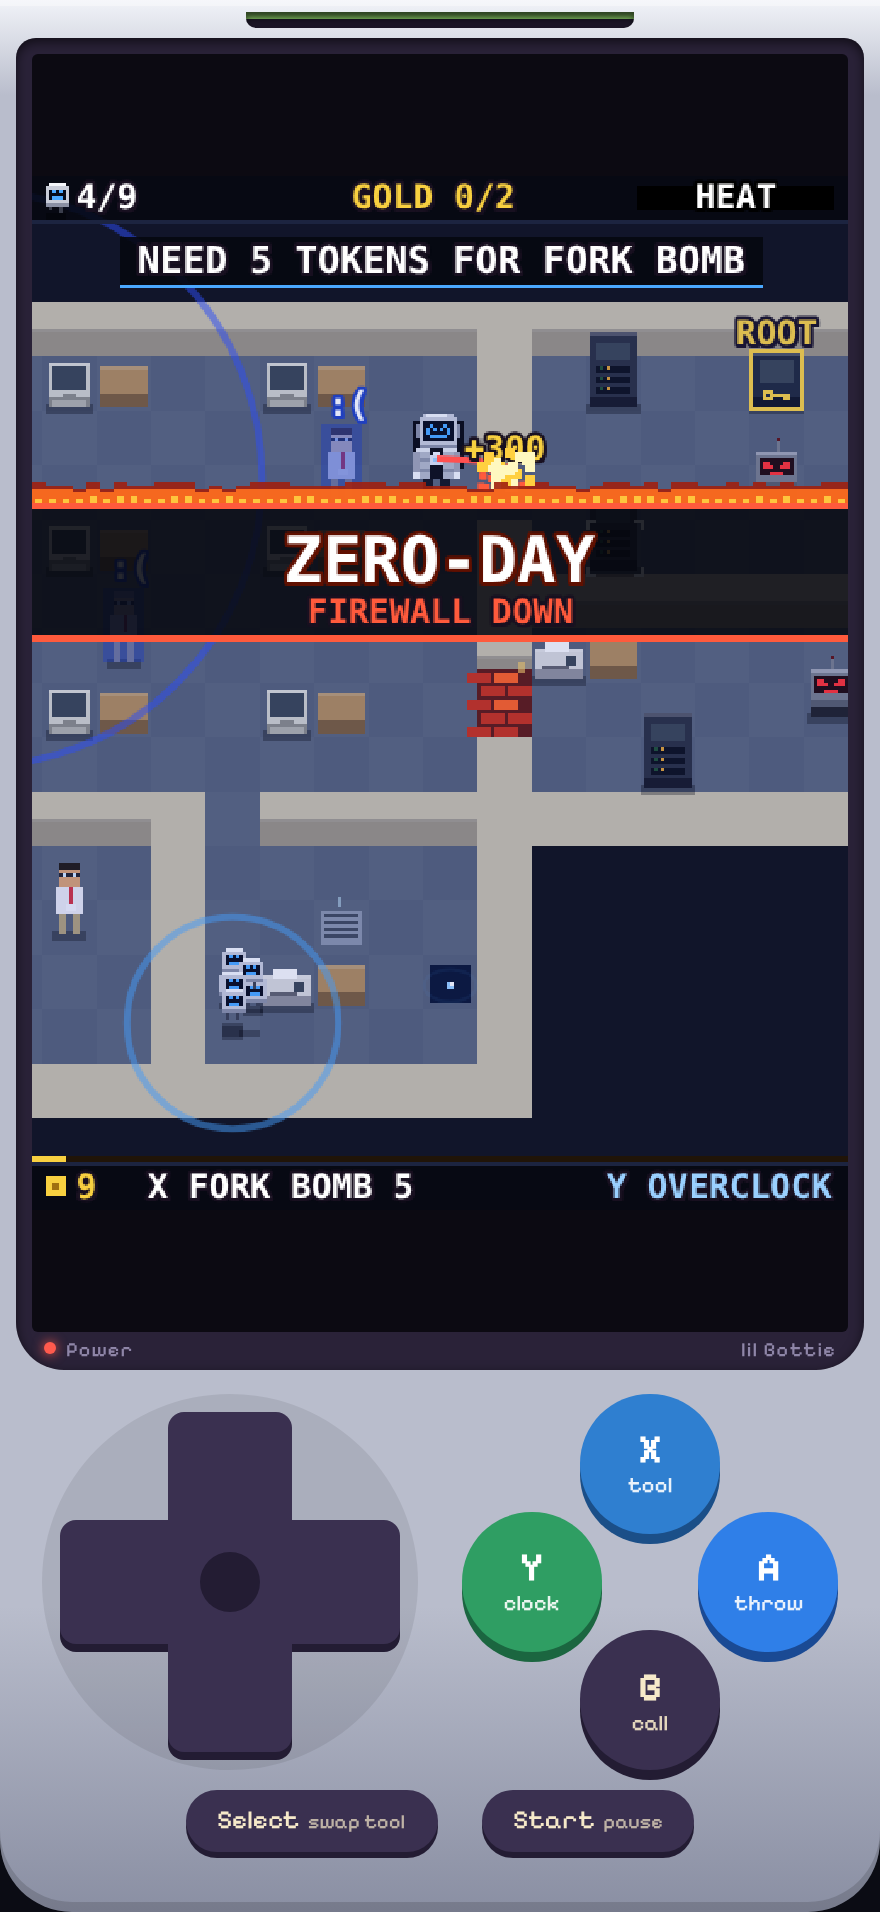 4/9 GOLD 0/2 HEAT
NEED 5 TOKENS FOR FORK BOMB
ROOT
:(
+300
ZERO-DAY
:(
FIREWALL DOWN
9 X FORK BOMB 5 Y OVERCLOCK
Power lil Bottie
X
tool
Y A
clock throw
B
call
Select swap tool Start pause